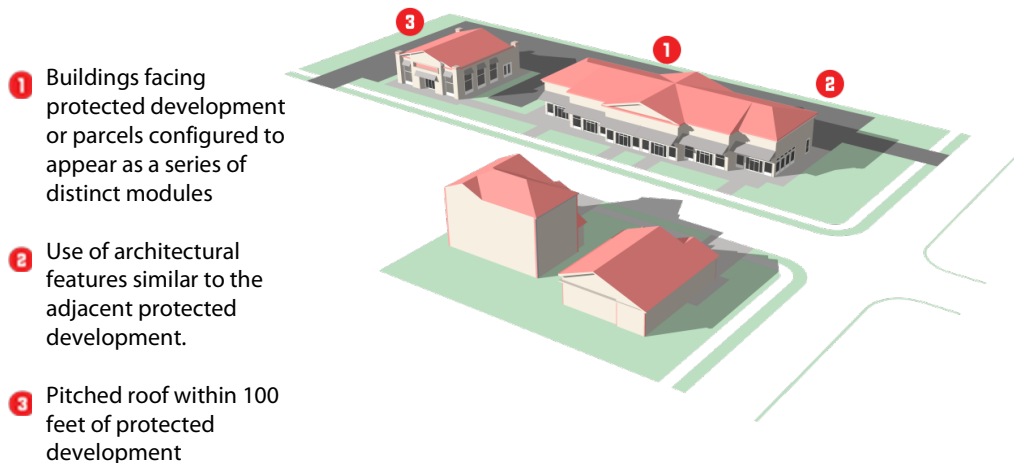 1 Buildings facing
protected development
or parcels configured to
appear as a series of
distinct modules
2 Use of architectural
features similar to the
adjacent protected
development.
3 Pitched roof within 100
feet of protected
development
3
1
2